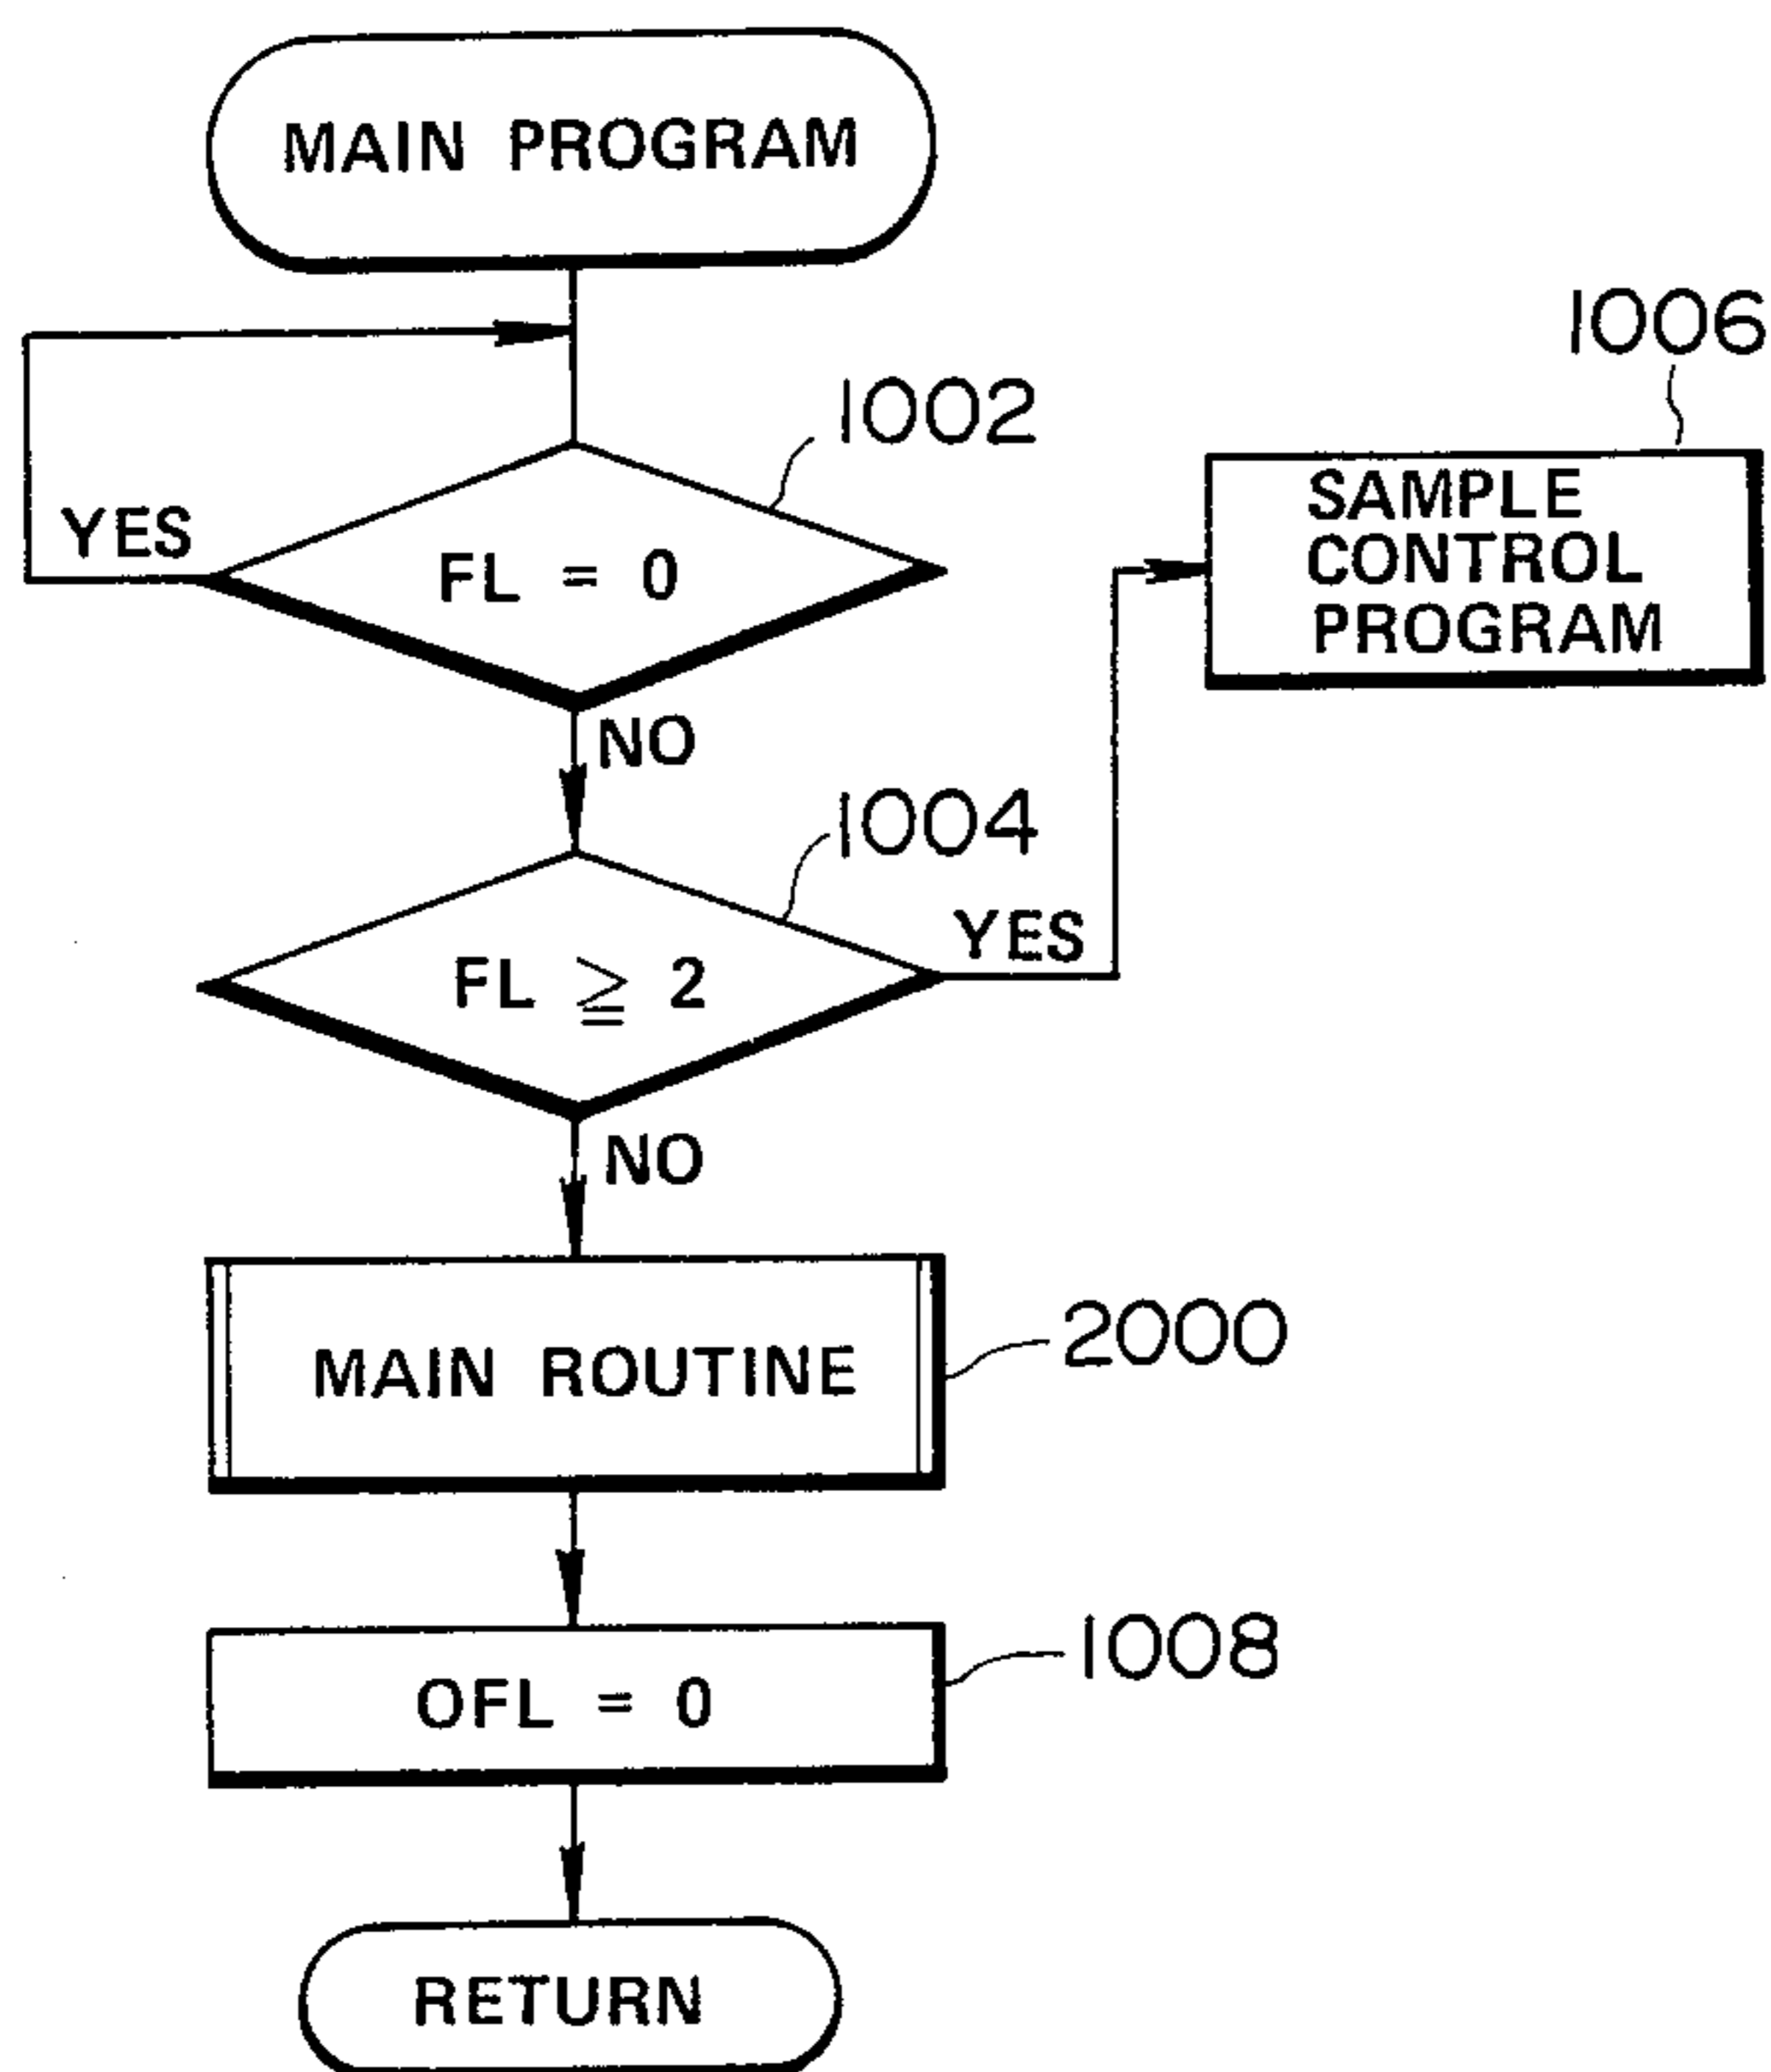 MAIN PROGRAM
1006
1002
SAMPLE
CONTROL
PROGRAM
YES
FL = 0
NO
1004
YES
FL ≧ 2
NO
MAIN ROUTINE
2000
1008
OFL = 0
RETURN